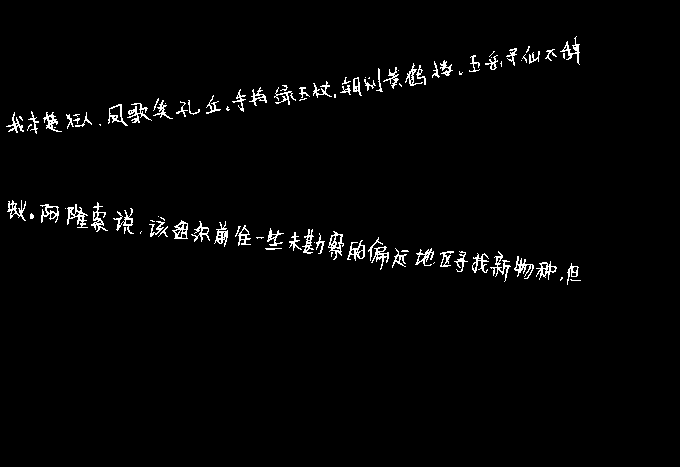 我本楚狂人,凤歌笑孔丘。手持绿玉杖,朝别黄鹤楼。五岳寻仙不辞
蚁。阿隆索说,该组织前往一些未勘察的偏远地区寻找新物种,但